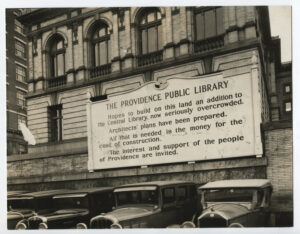 THE PROVIDENCE PUBLIC LIBRARY
Hopes to build on this land an addition to
the Central Library now seriously overcrowded.
Architects' plans have been prepared.
All that is needed is the money for the
cost of construction.
The interest and support of the people
of Providence are invited.